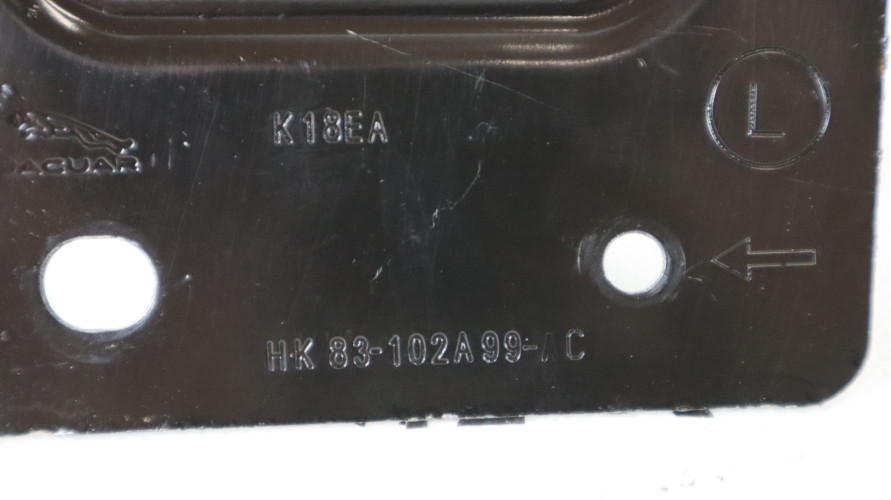 L
K18EA
JAGUAR
HK 83-102A99-AC